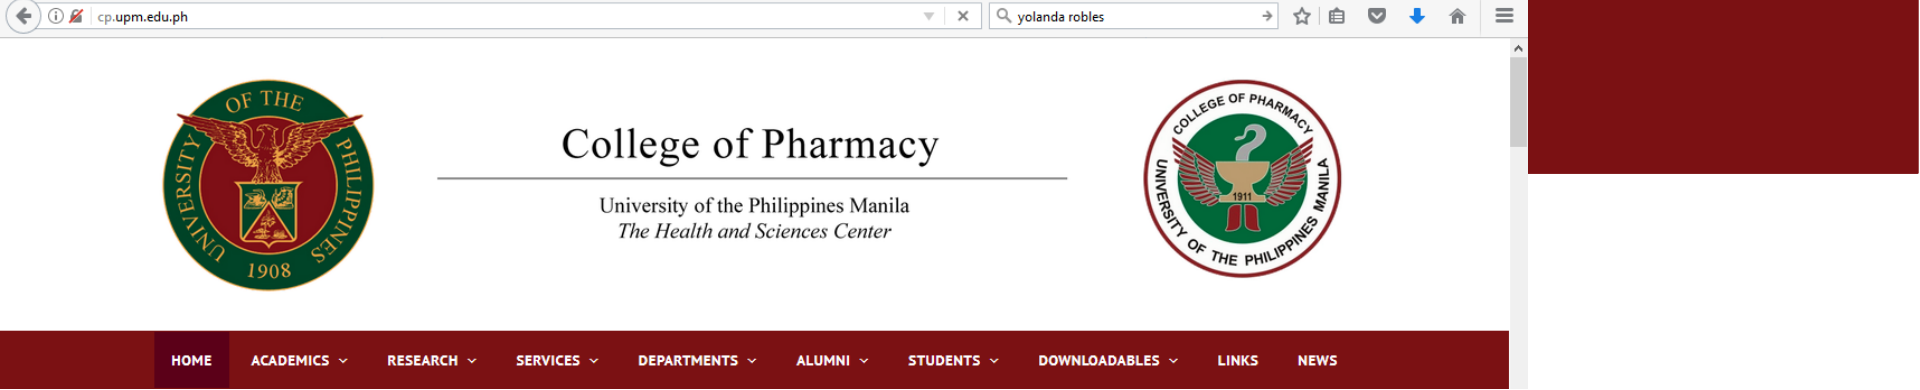 cp.upm.edu.ph
yolanda robles
UNIVERSITY OF THE PHILIPPINES
1908
College of Pharmacy
University of the Philippines Manila
The Health and Sciences Center
COLLEGE OF PHARMACY
1911
UNIVERSITY OF THE PHILIPPINES MANILA
HOME ACADEMICS RESEARCH SERVICES DEPARTMENTS ALUMNI STUDENTS DOWNLOADABLES LINKS NEWS